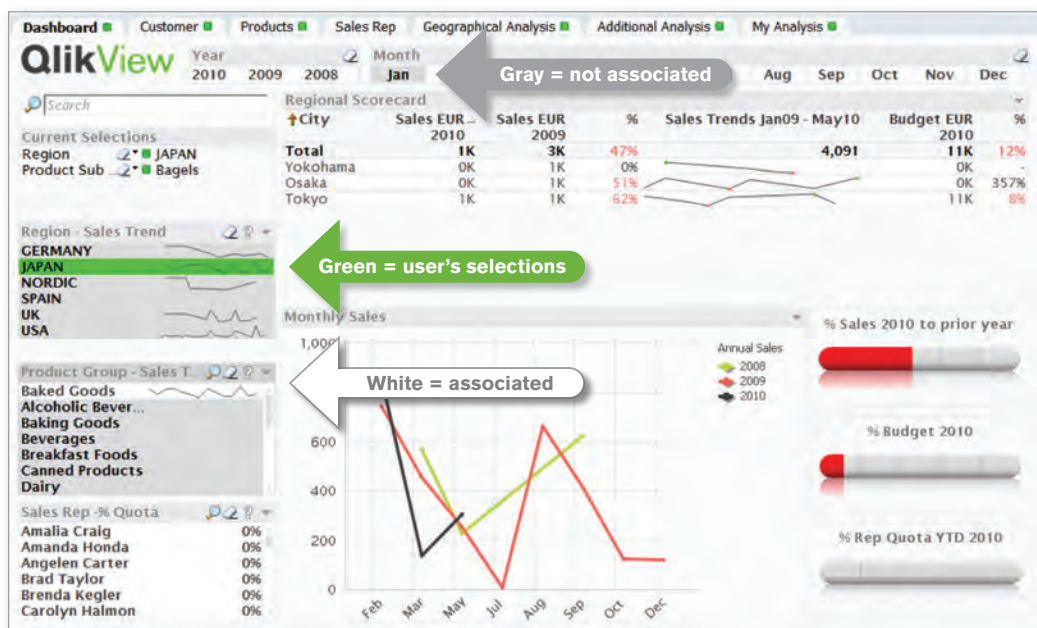 Dashboard Customer Products Sales Rep Geographical Analysis Additional Analysis My Analysis
QlikView
Year
2010 2009 2008
Month
Jan Aug Sep Oct Nov Dec
Gray = not associated
Search
Current Selections
Region JAPAN
Product Sub ... Bagels
Regional Scorecard
City Sales EUR 2010 Sales EUR 2009 % Sales Trends Jan09 - May10 Budget EUR 2010 %
Total 1K 3K 47% 4,091 11K 12%
Yokohama 0K 1K 0% 0K -
Osaka 0K 1K 51% 0K 357%
Tokyo 1K 1K 62% 11K 8%
Region - Sales Trend
GERMANY
JAPAN
NORDIC
SPAIN
UK
USA
Green = user's selections
Product Group - Sales T...
Baked Goods
Alcoholic Bever...
Baking Goods
Beverages
Breakfast Foods
Canned Products
Dairy
White = associated
Sales Rep -% Quota
Amalia Craig 0%
Amanda Honda 0%
Angelen Carter 0%
Brad Taylor 0%
Brenda Kegler 0%
Carolyn Halmon 0%
Monthly Sales
1,000
600
400
200
0
Feb Mar May Jul Aug Sep Oct Dec
Annual Sales
2008
2009
2010
% Sales 2010 to prior year
% Budget 2010
% Rep Quota YTD 2010